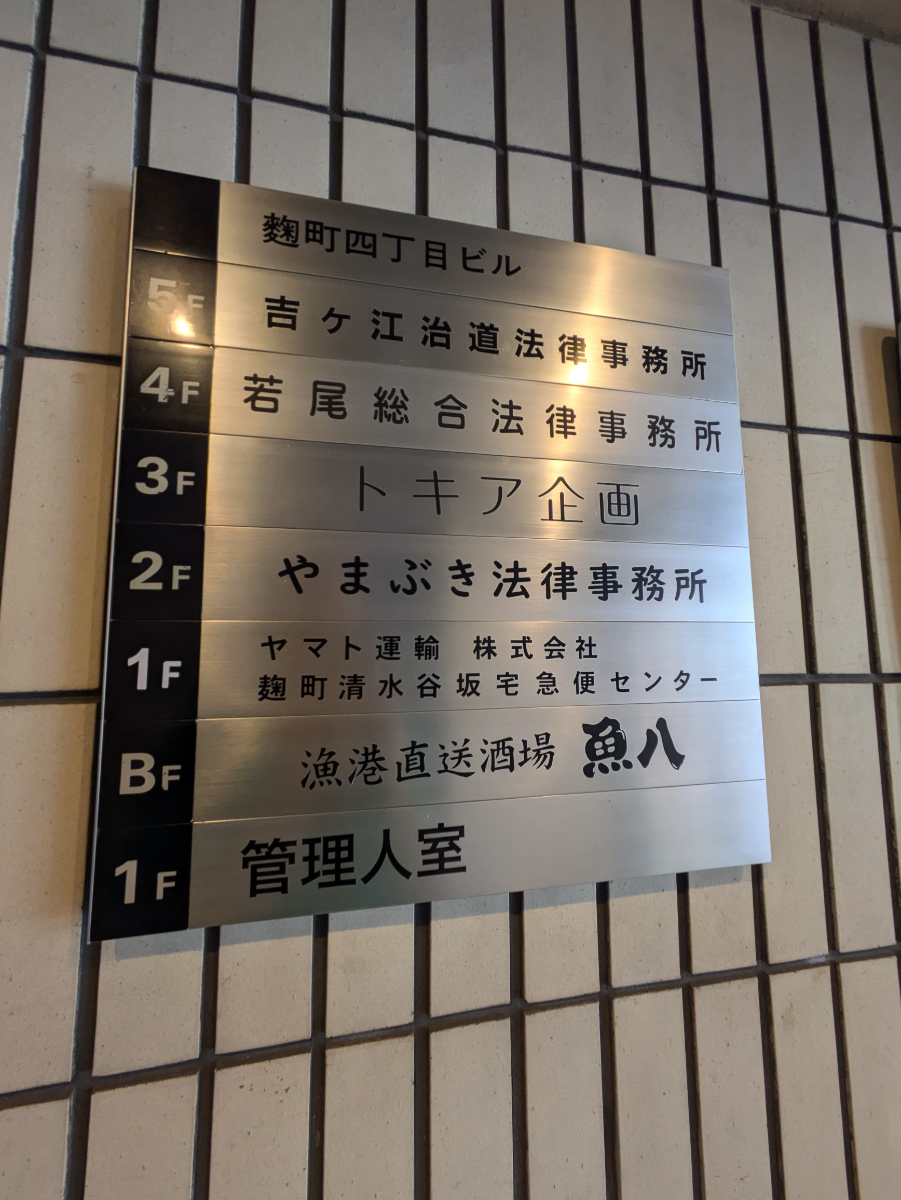 麴町四丁目ビル
5F 吉ヶ江治道法律事務所
4F 若尾総合法律事務所
3F トキア企画
2F やまぶき法律事務所
1F ヤマト運輸 株式会社
麹町清水谷坂宅急便センター
BF 漁港直送酒場 魚八
1F 管理人室